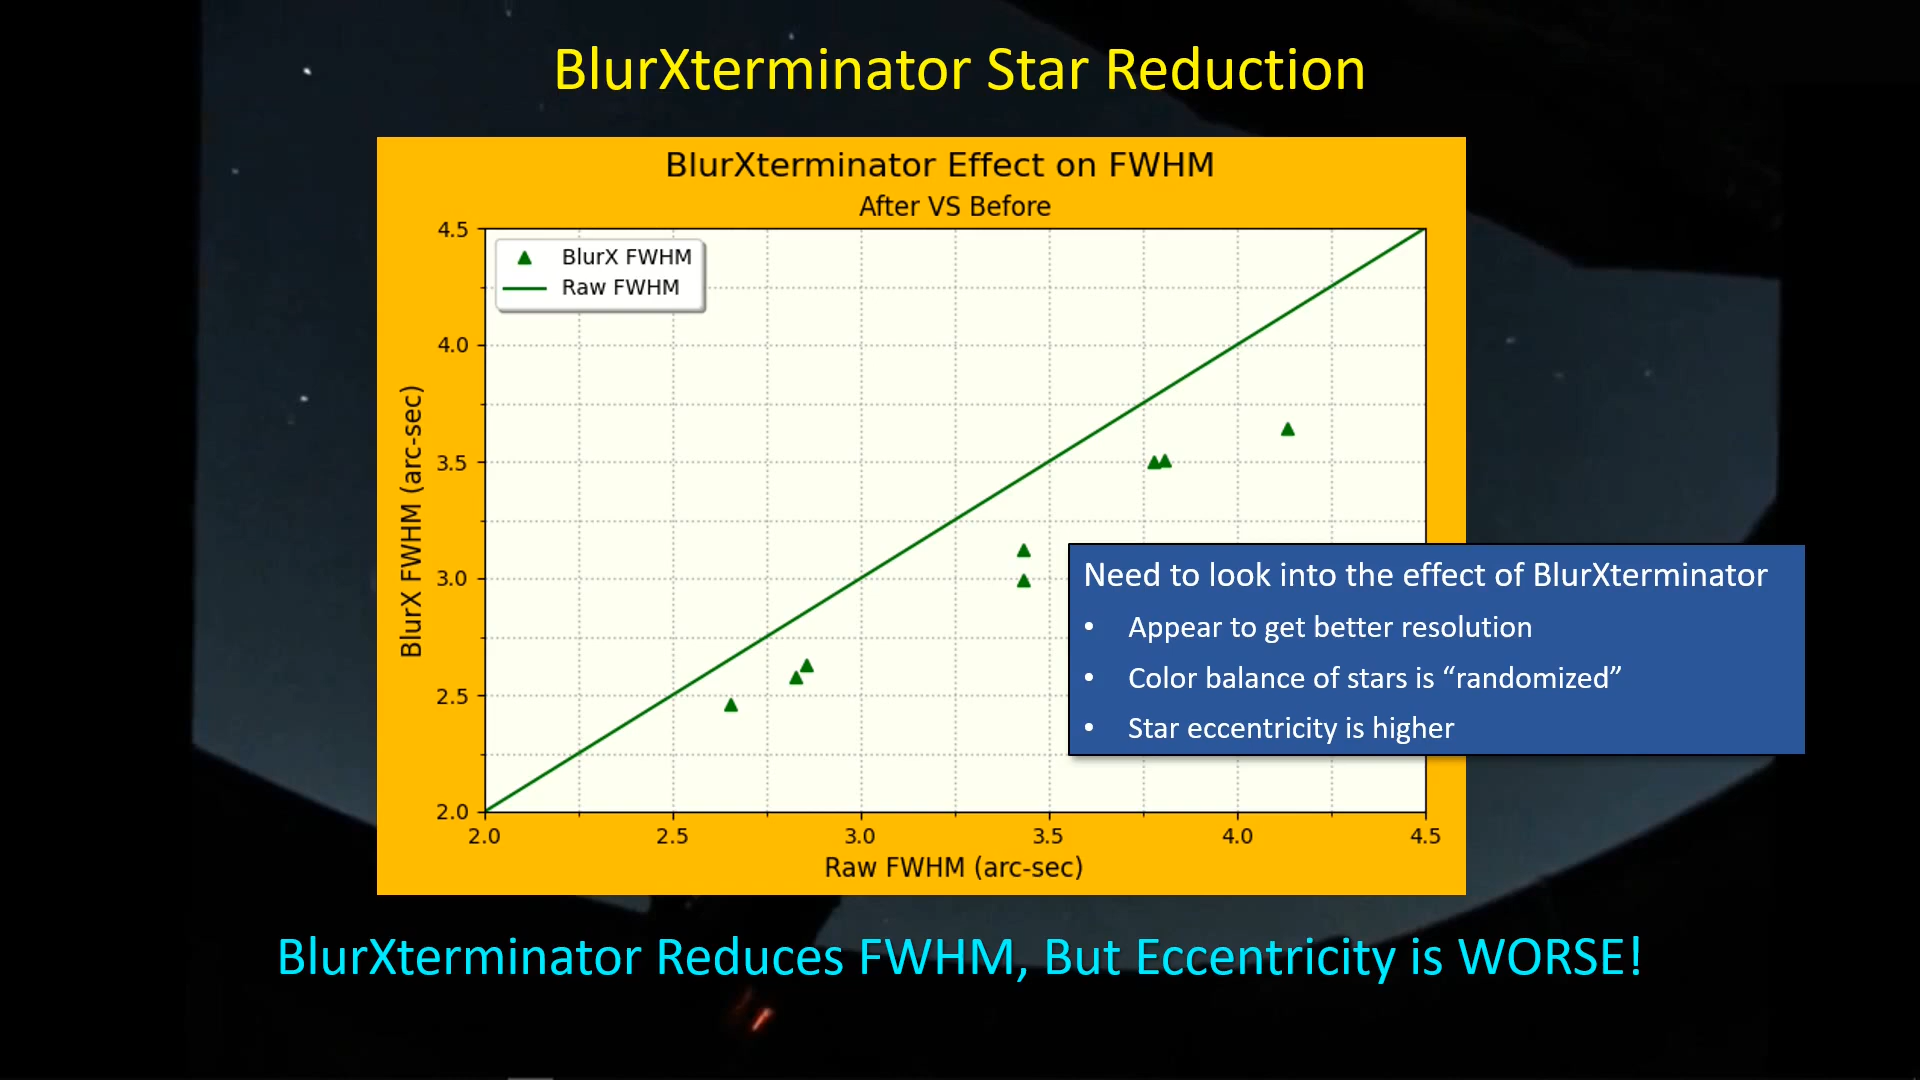 BlurXterminator Star Reduction
BlurXterminator Effect on FWHM
After VS Before
BlurX FWHM
Raw FWHM
4.5
4.0
3.5
3.0
2.5
2.0
BlurX FWHM (arc-sec)
2.0 2.5 3.0 3.5 4.0 4.5
Raw FWHM (arc-sec)
Need to look into the effect of BlurXterminator
• Appear to get better resolution
• Color balance of stars is “randomized”
• Star eccentricity is higher
BlurXterminator Reduces FWHM, But Eccentricity is WORSE!